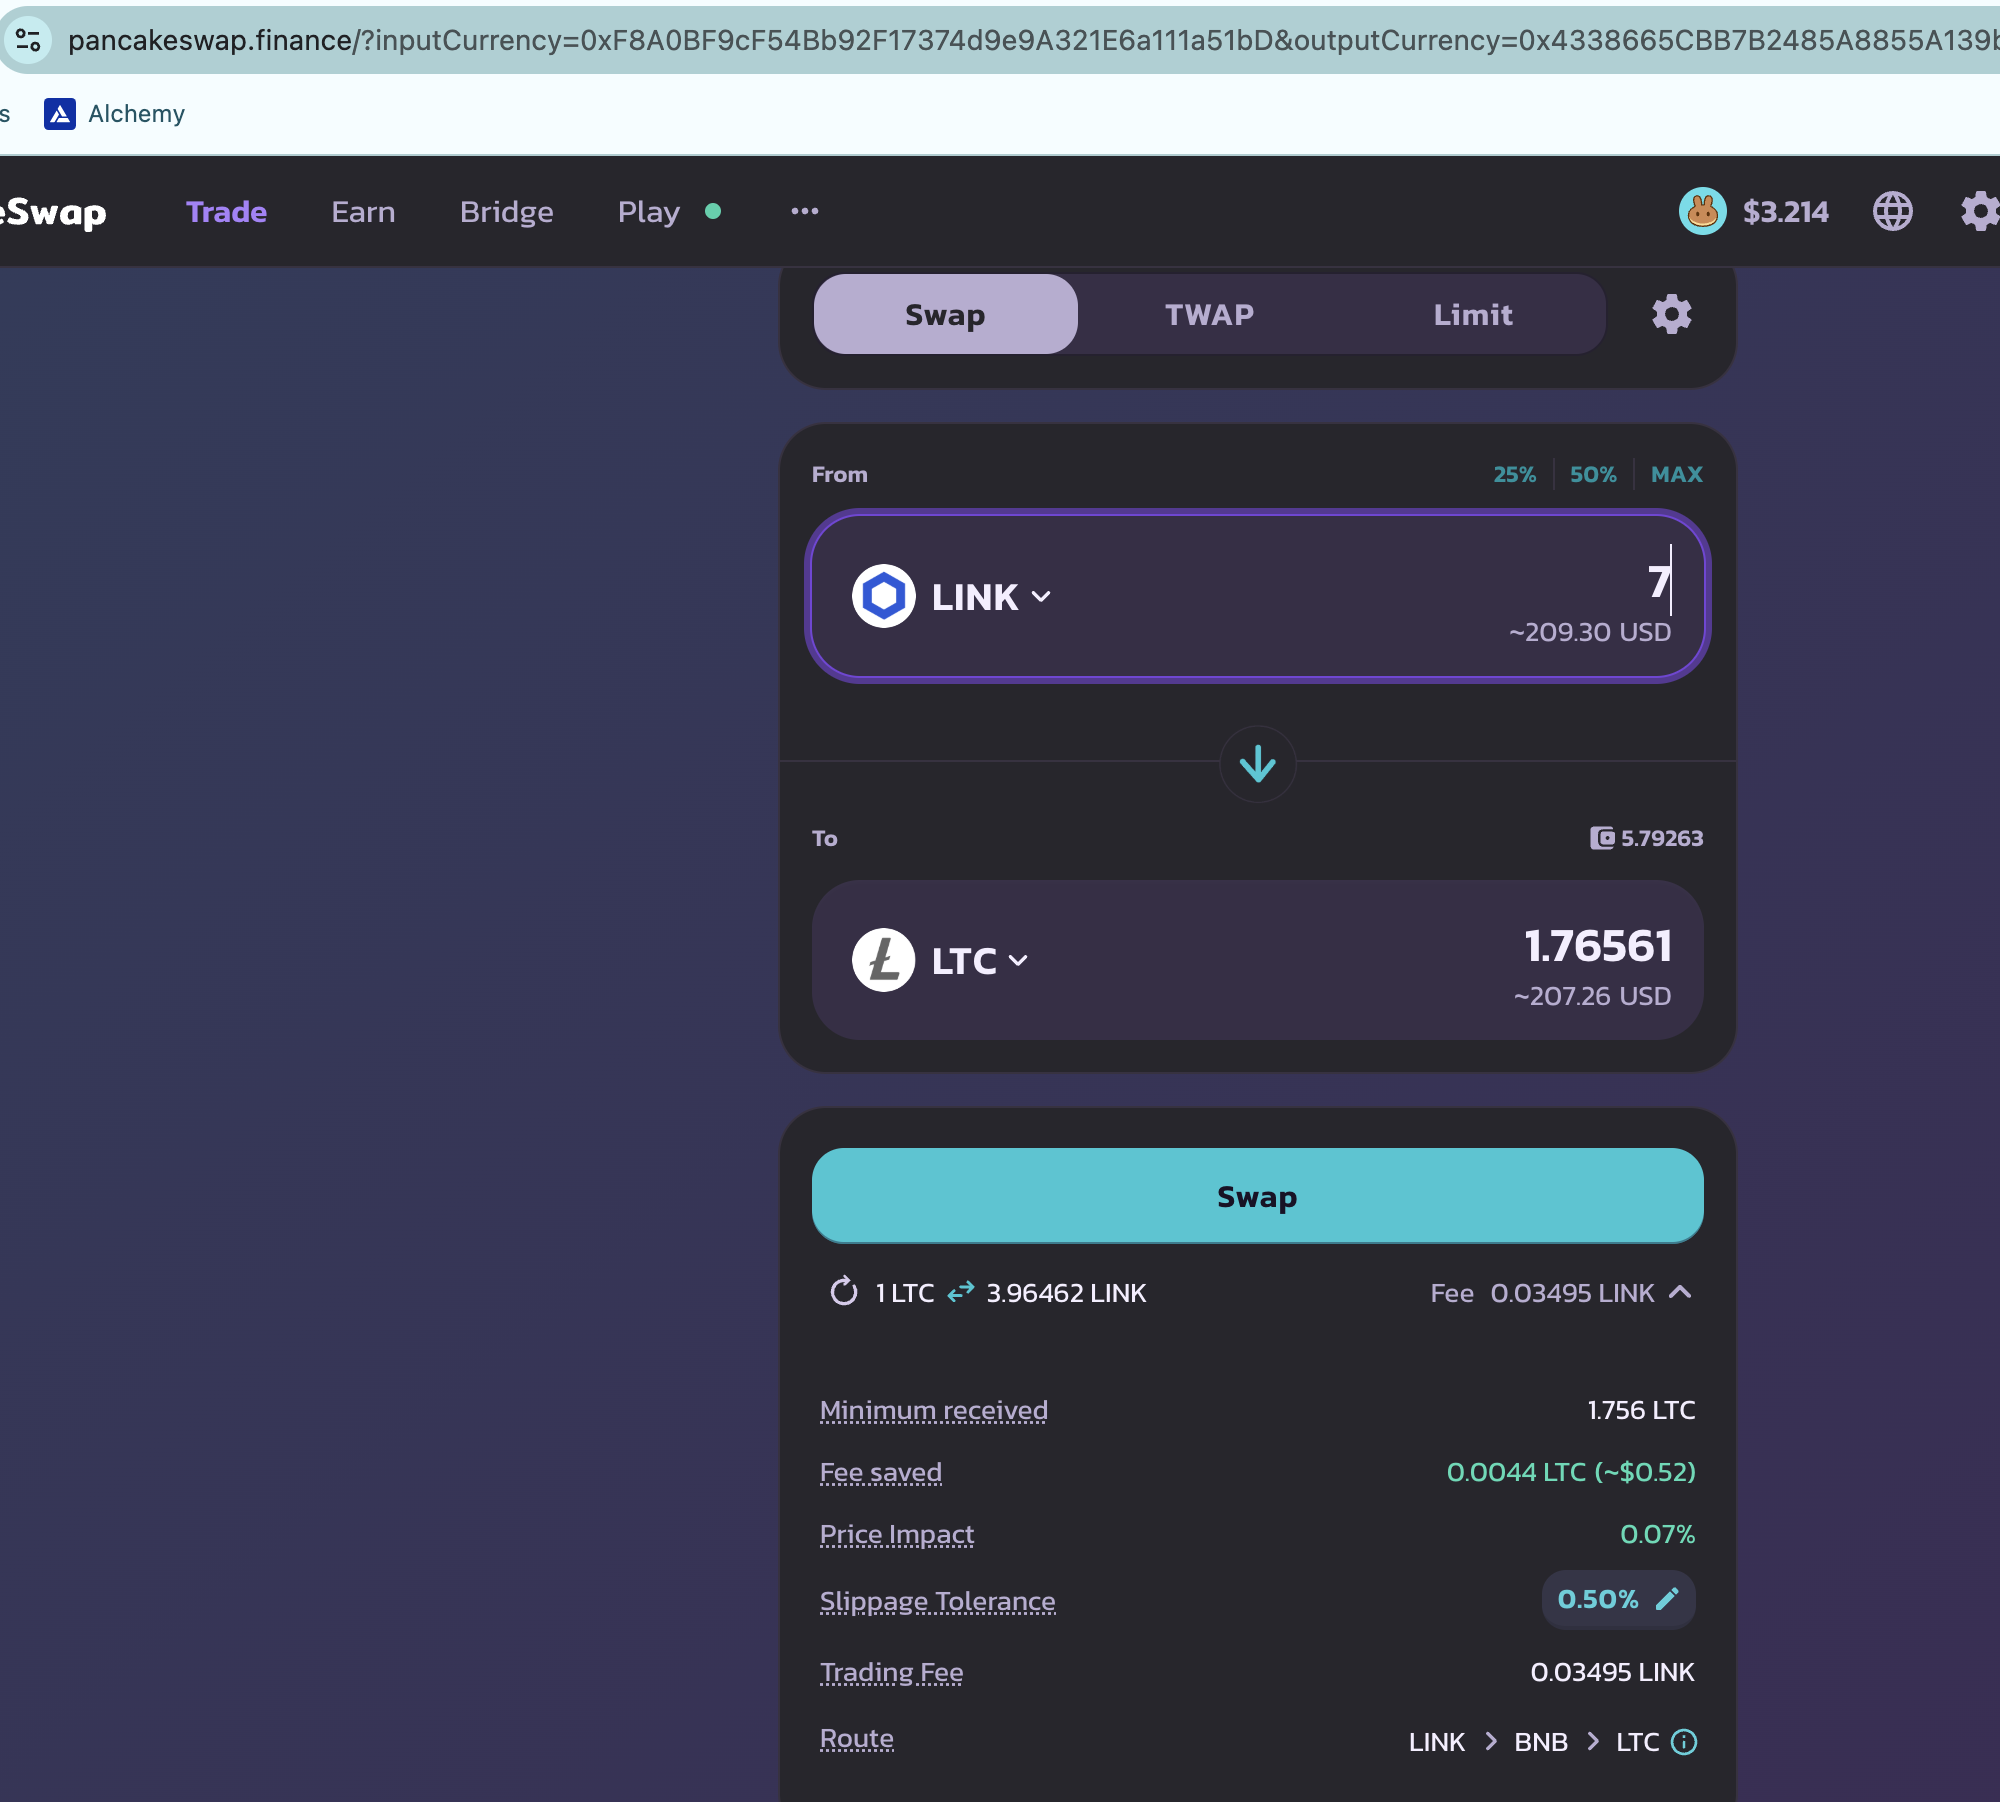 pancakeswap.finance/?inputCurrency=0xF8A0BF9cF54Bb92F17374d9e9A321E6a111a51bD&outputCurrency=0x4338665CBB7B2485A8855A139b
s Alchemy
eSwap Trade Earn Bridge Play ••• $3.214
Swap TWAP Limit
From 25% 50% MAX
LINK 7
~209.30 USD
To 5.79263
LTC 1.76561
~207.26 USD
Swap
1 LTC 3.96462 LINK Fee 0.03495 LINK
Minimum received 1.756 LTC
Fee saved 0.0044 LTC (~$0.52)
Price Impact 0.07%
Slippage Tolerance 0.50%
Trading Fee 0.03495 LINK
Route LINK > BNB > LTC